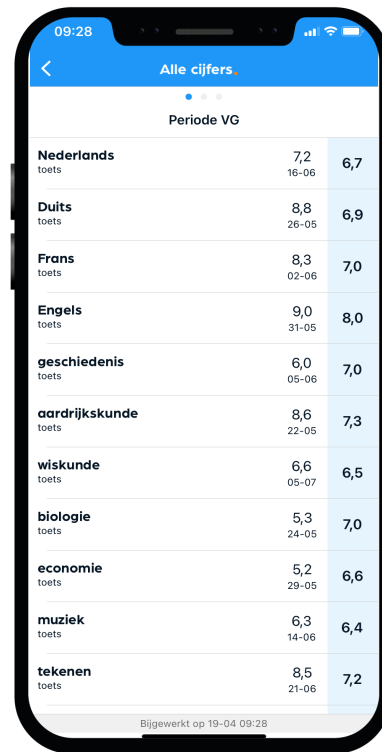 09:28
Alle cijfers.
Periode VG
Nederlands 7,2 6,7
toets 16-06
Duits 8,8 6,9
toets 26-05
Frans 8,3 7,0
toets 02-06
Engels 9,0 8,0
toets 31-05
geschiedenis 6,0 7,0
toets 05-06
aardrijkskunde 8,6 7,3
toets 22-05
wiskunde 6,6 6,5
toets 05-07
biologie 5,3 7,0
toets 24-05
economie 5,2 6,6
toets 29-05
muziek 6,3 6,4
toets 14-06
tekenen 8,5 7,2
toets 21-06
Bijgewerkt op 19-04 09:28